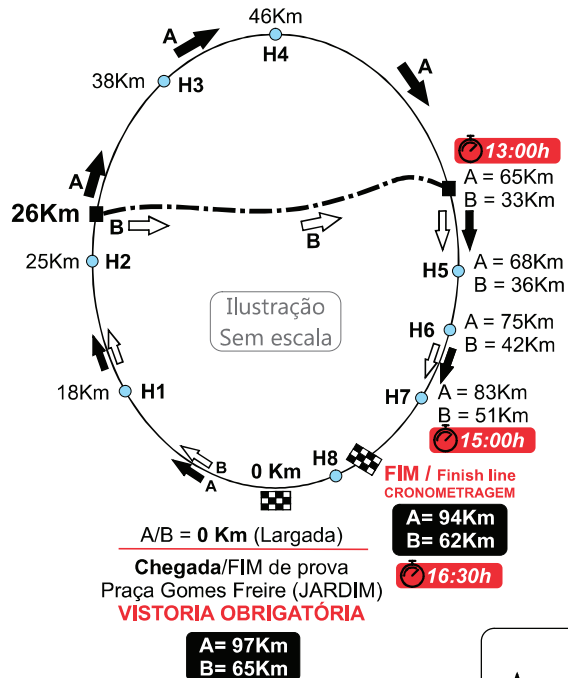 46Km
A
H4
A
38Km
H3
13:00h
A
A = 65Km
B = 33Km
26Km
B
B
25Km
H2
H5
A = 68Km
B = 36Km
Ilustração
Sem escala
H6
A = 75Km
B = 42Km
18Km
H1
H7
A = 83Km
B = 51Km
15:00h
B
A
0 Km
H8
FIM / Finish line
CRONOMETRAGEM
A= 94Km
B= 62Km
16:30h
A/B = 0 Km (Largada)
Chegada/FIM de prova
Praça Gomes Freire (JARDIM)
VISTORIA OBRIGATÓRIA
A= 97Km
B= 65Km